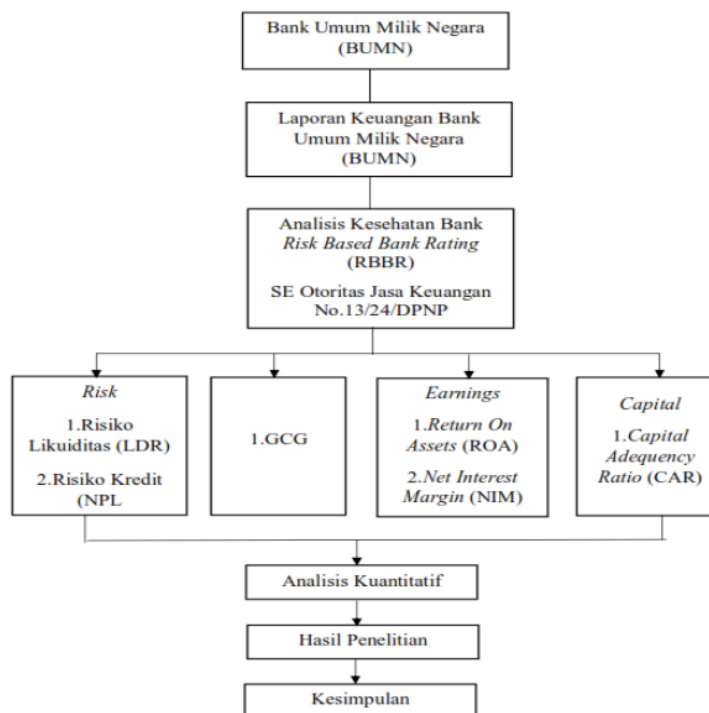 Bank Umum Milik Negara
(BUMN)
Laporan Keuangan Bank
Umum Milik Negara
(BUMN)
Analisis Kesehatan Bank
Risk Based Bank Rating
(RBBR)
SE Otoritas Jasa Keuangan
No.13/24/DPNP
Risk
1.Risiko
Likuiditas (LDR)
2.Risiko Kredit
(NPL
1.GCG
Earnings
1.Return On
Assets (ROA)
2.Net Interest
Margin (NIM)
Capital
1.Capital
Adequency
Ratio (CAR)
Analisis Kuantitatif
Hasil Penelitian
Kesimpulan